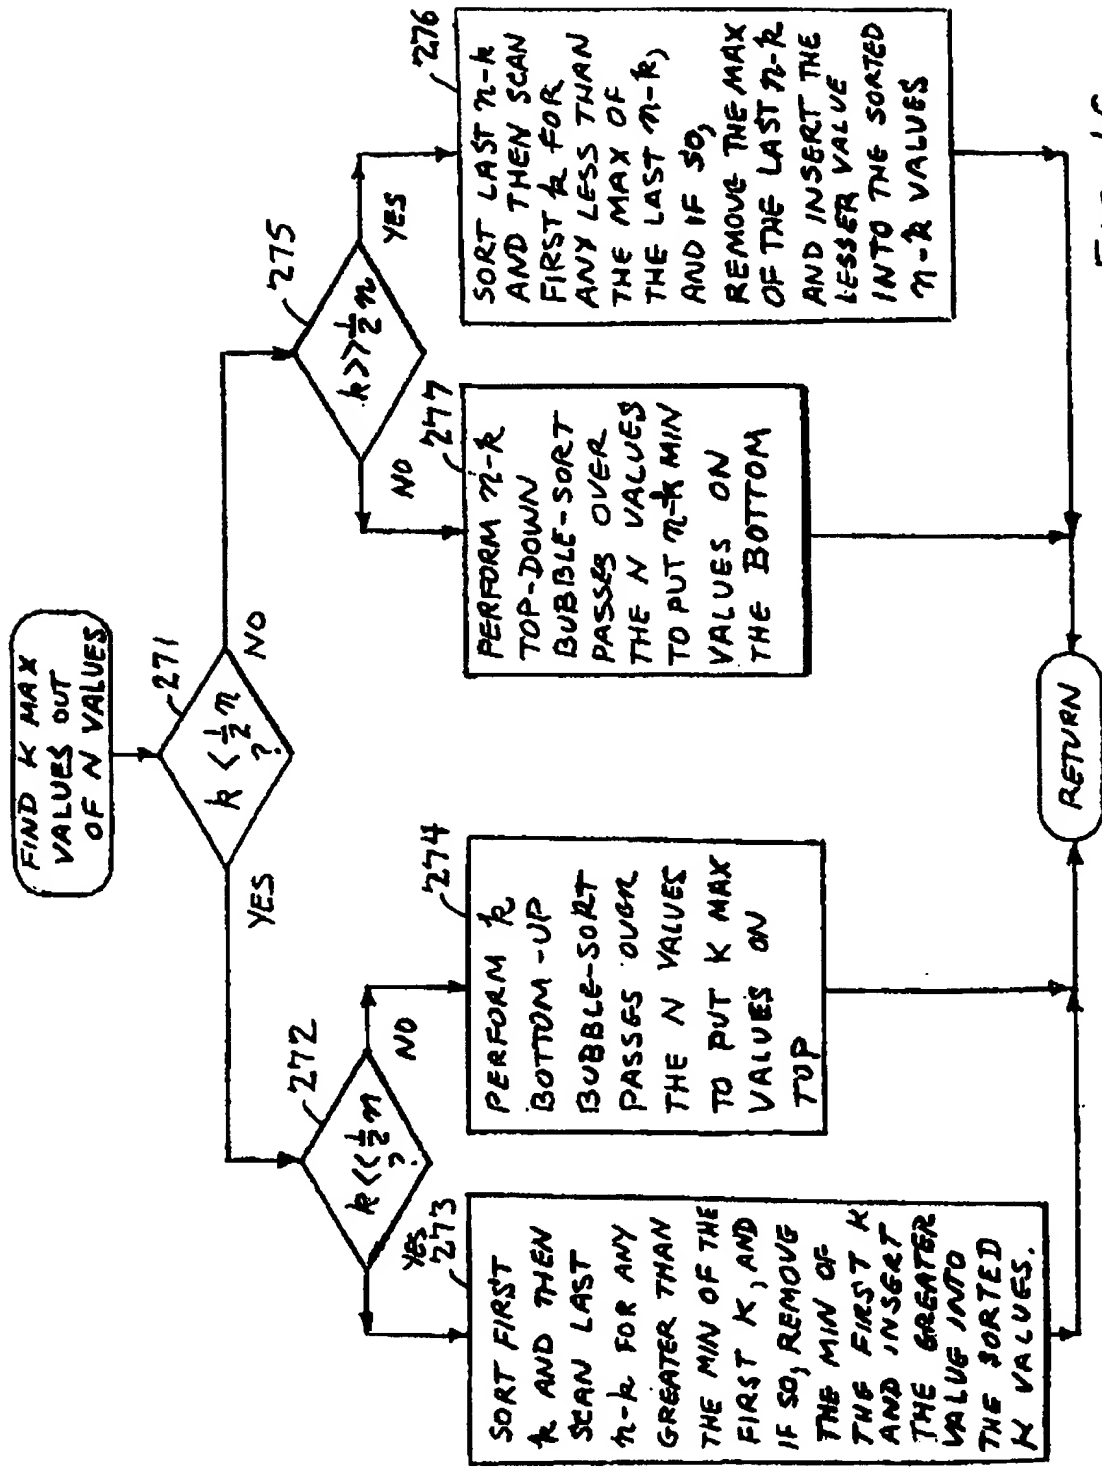 FIND K MAX
VALUES OUT
OF N VALUES
271
k < 1/2 n
?
YES
NO
272
k << 1/2 n
?
YES
NO
273
SORT FIRST
k AND THEN
SCAN LAST
n-k FOR ANY
GREATER THAN
THE MIN OF THE
FIRST K, AND
IF SO, REMOVE
THE MIN OF
THE FIRST K
AND INSERT
THE GREATER
VALUE INTO
THE SORTED
K VALUES.
274
PERFORM k
BOTTOM-UP
BUBBLE-SORT
PASSES OVER
THE N VALUES
TO PUT K MAX
VALUES ON
TOP
275
k >> 1/2 n
NO
YES
277
PERFORM n-k
TOP-DOWN
BUBBLE-SORT
PASSES OVER
THE N VALUES
TO PUT n-k MIN
VALUES ON
THE BOTTOM
276
SORT LAST n-k
AND THEN SCAN
FIRST k FOR
ANY LESS THAN
THE MAX OF
THE LAST n-k,
AND IF SO,
REMOVE THE MAX
OF THE LAST n-k
AND INSERT THE
LESSER VALUE
INTO THE SORTED
n-k VALUES
RETURN